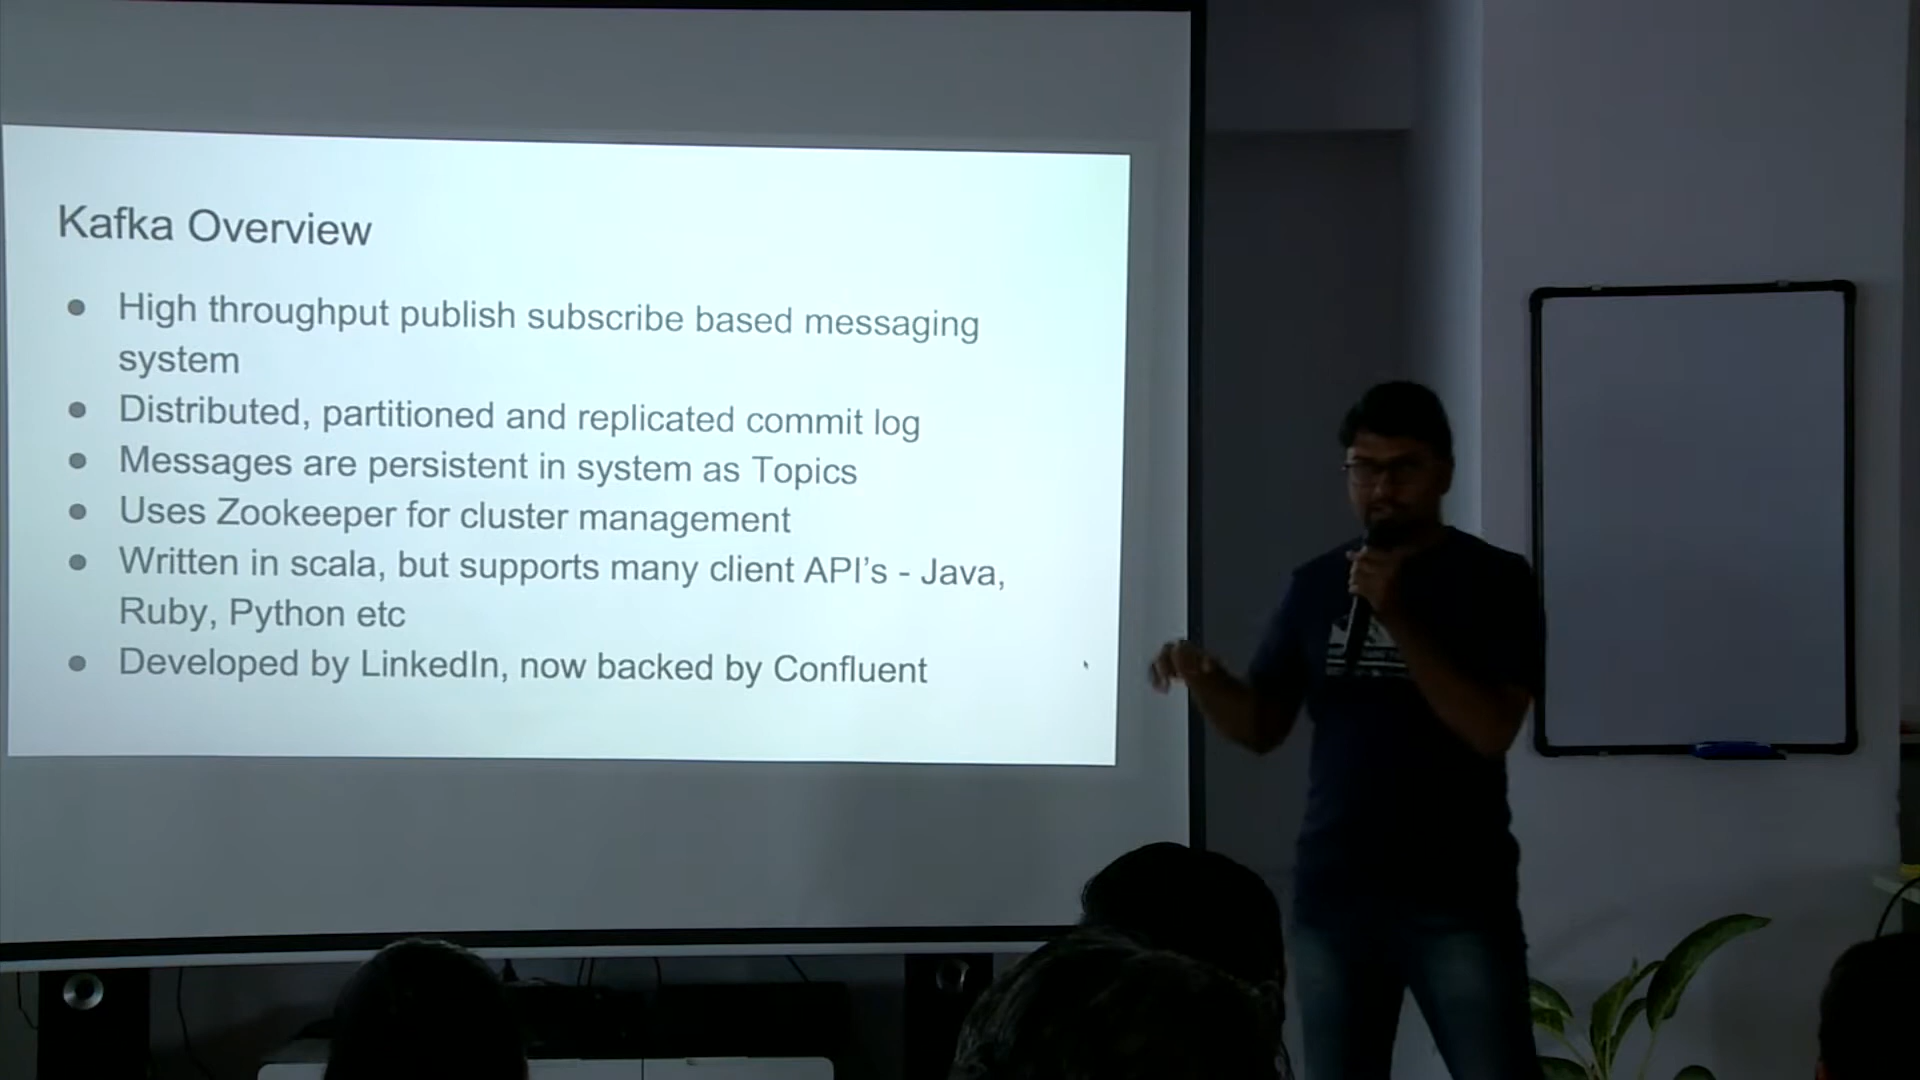 Kafka Overview
● High throughput publish subscribe based messaging
system
● Distributed, partitioned and replicated commit log
● Messages are persistent in system as Topics
● Uses Zookeeper for cluster management
● Written in scala, but supports many client API's - Java,
Ruby, Python etc
● Developed by LinkedIn, now backed by Confluent